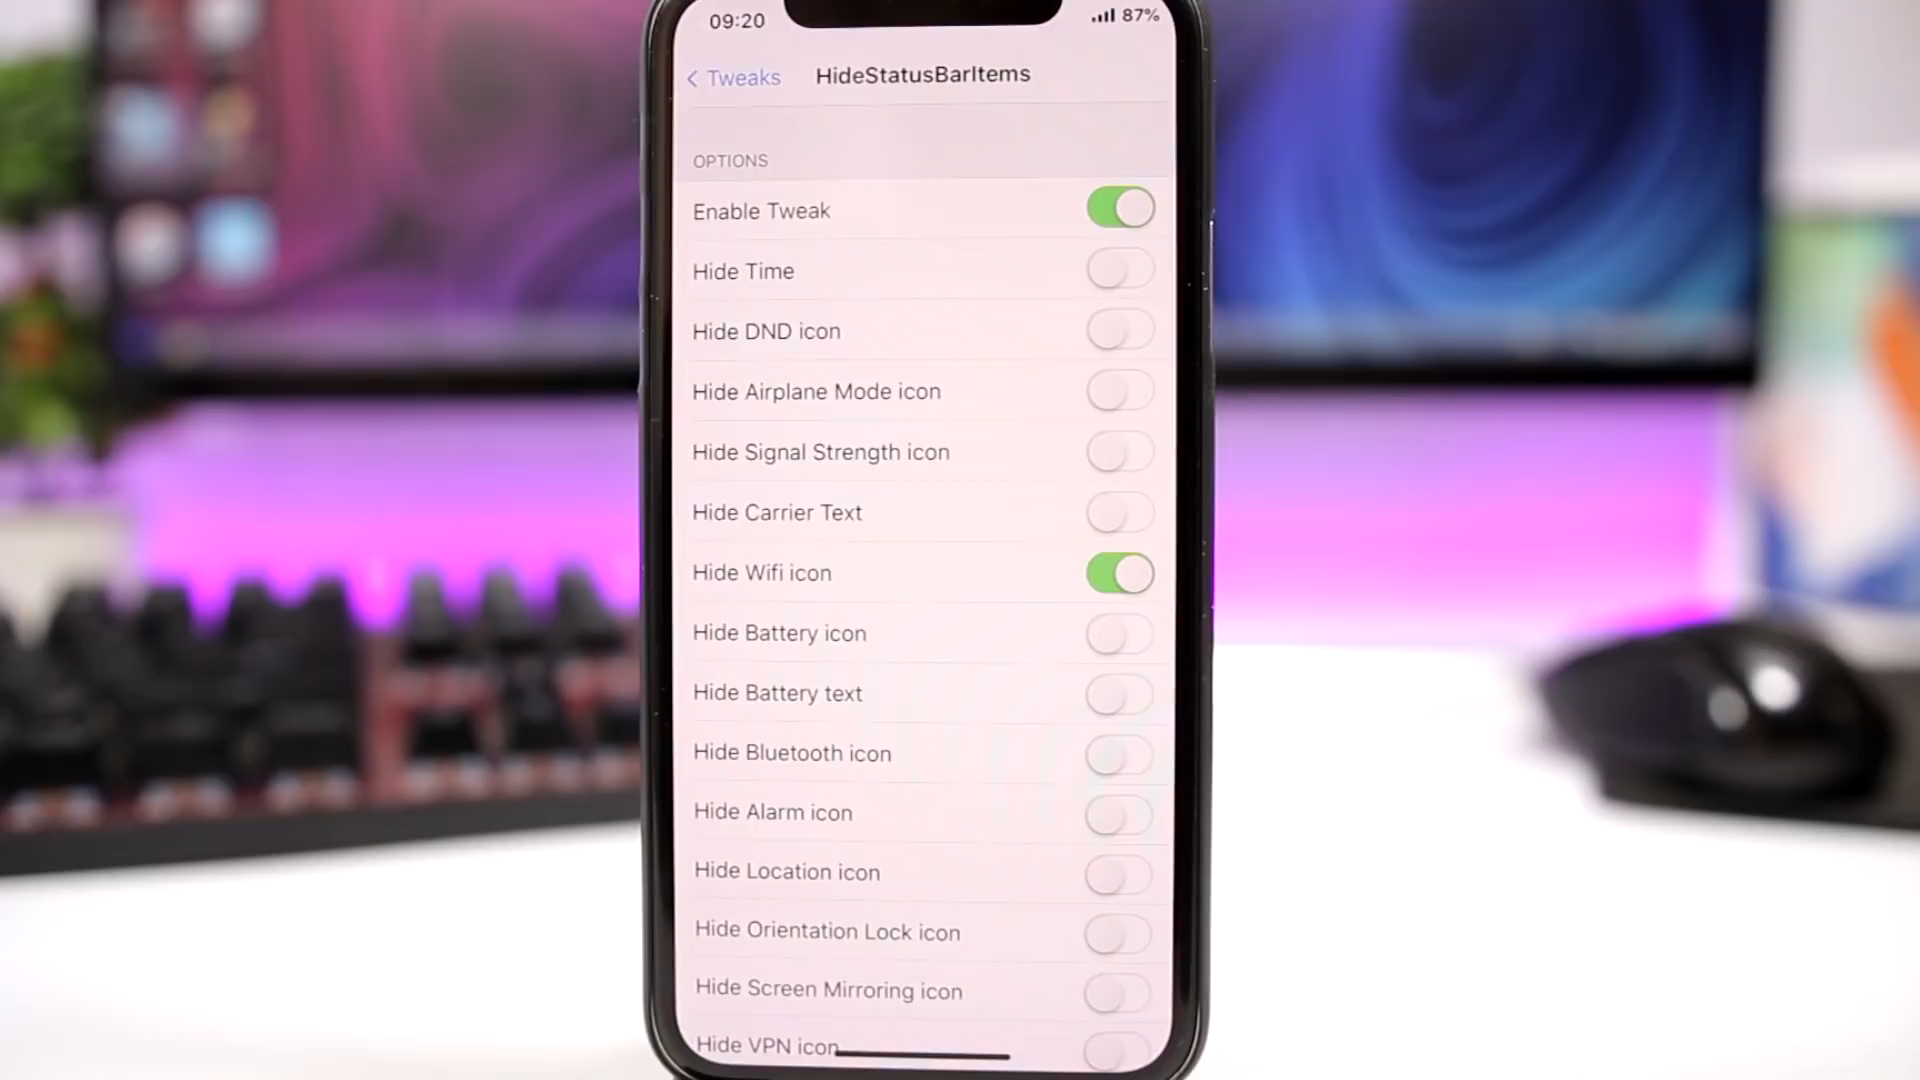 09:20
87%
Tweaks
HideStatusBarItems
OPTIONS
Enable Tweak
Hide Time
Hide DND icon
Hide Airplane Mode icon
Hide Signal Strength icon
Hide Carrier Text
Hide Wifi icon
Hide Battery icon
Hide Battery text
Hide Bluetooth icon
Hide Alarm icon
Hide Location icon
Hide Orientation Lock icon
Hide Screen Mirroring icon
Hide VPN icon